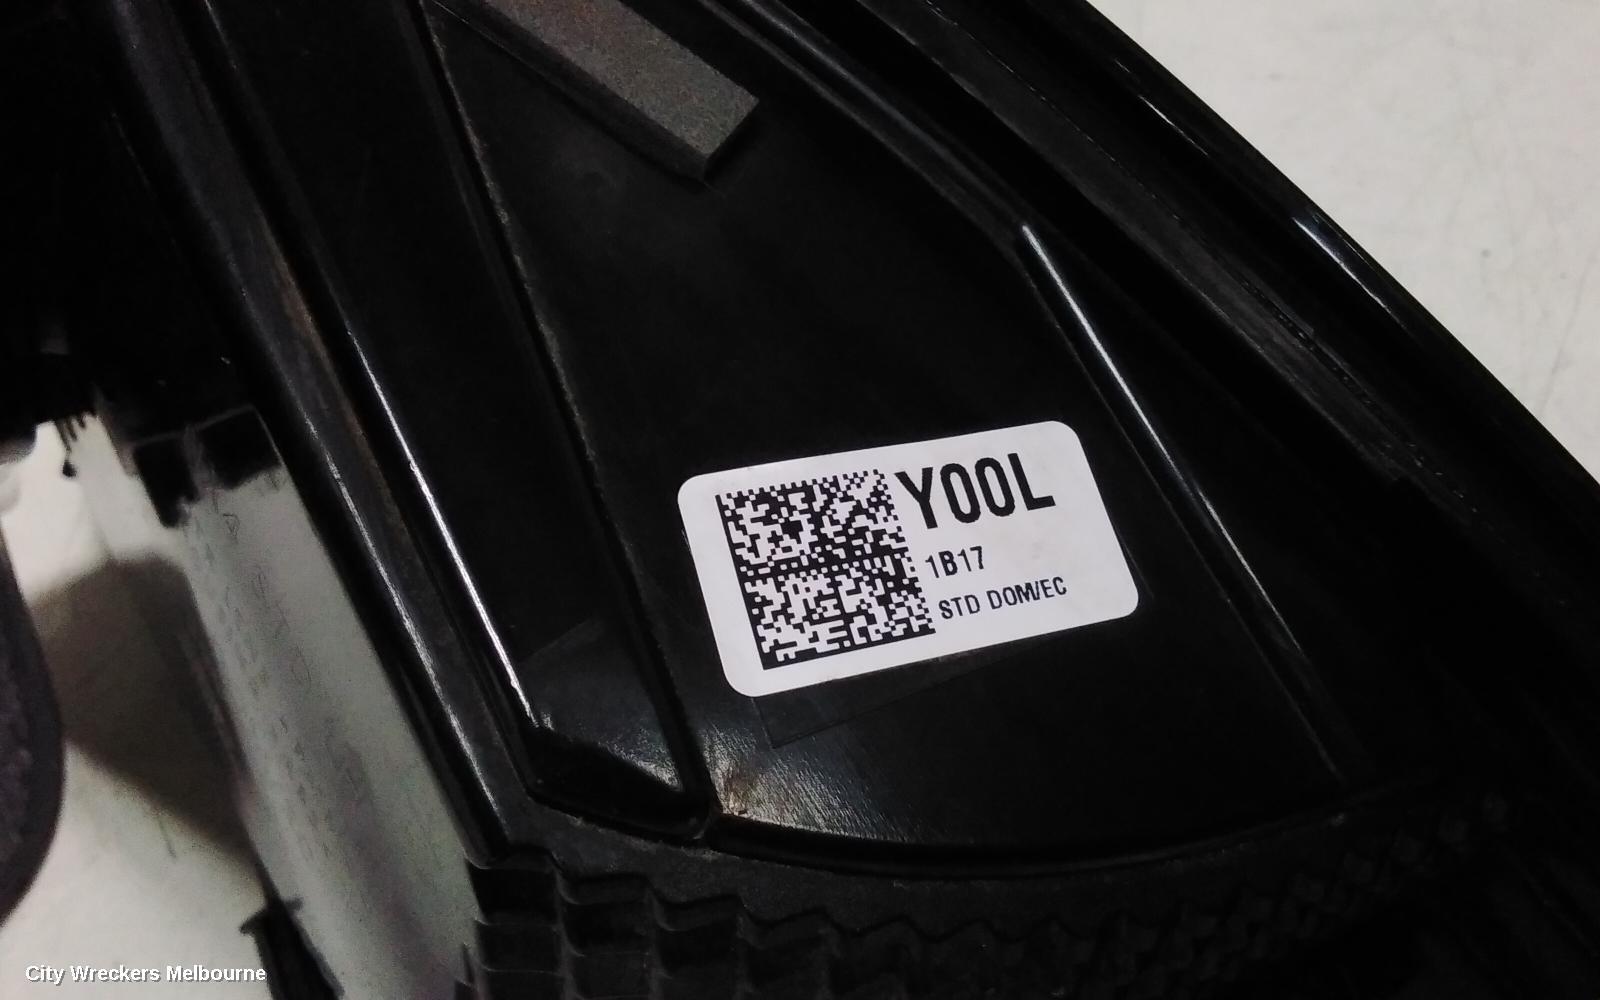 Y00L
1B17
STD DOM/EC
City Wreckers Melbourne